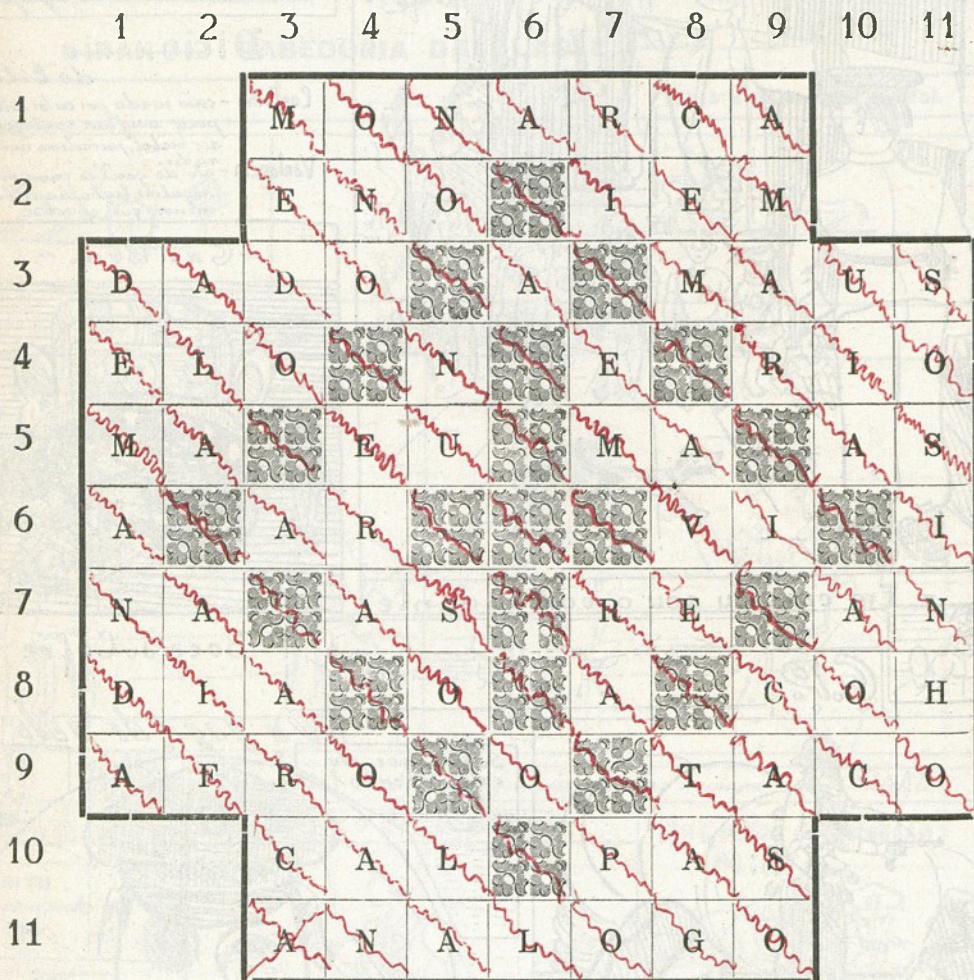 1 2 3 4 5 6 7 8 9 10 11
1 M O N A R C A
2 E N O I E M
3 D A D O A M A U S
4 E L O N E R I O
5 M A E U M A A S
6 A A R V I I
7 N A A S R E A N
8 D I A O A C O H
9 A F R O O T A C O
10 C A L P A S
11 A N A L O G O